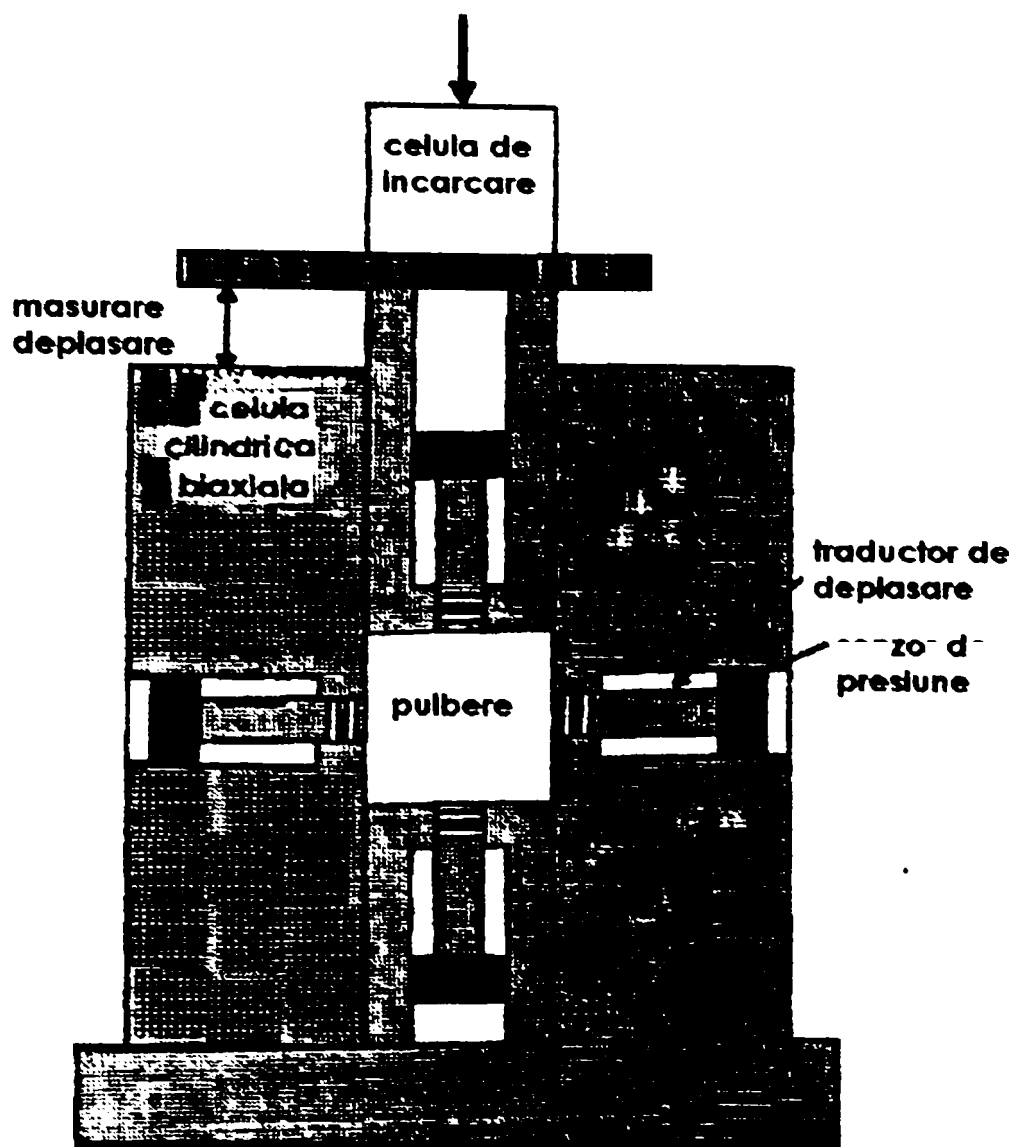 celula de
incarcare
masurare
deplasare
celula
cilindrica
biaxiala
traductor de
deplasare
presiune
pulbere